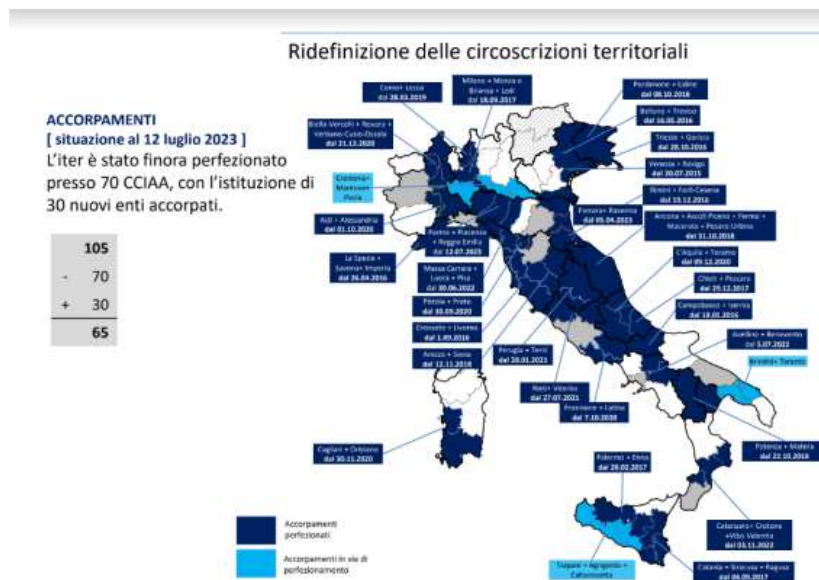 Ridefinizione delle circoscrizioni territoriali
ACCORPAMENTI
[ situazione al 12 luglio 2023 ]
L'iter è stato finora perfezionato
presso 70 CCIAA, con l'istituzione di
30 nuovi enti accorpati.
105
- 70
+ 30
65
Como+ Lecco
dal 28.03.2019
Milano + Monza e
Brianza + Lodi
dal 18.09.2017
Pordenone + Udine
dal 08.10.2018
Biella Vercelli + Novara +
Verbano-Cusio-Ossola
dal 31.12.2020
Belluno + Treviso
dal 16.05.2016
Trieste + Gorizia
dal 28.10.2016
Venezia + Rovigo
dal 20.07.2015
Cremona+
Mantova+
Pavia
Rimini + Forlì-Cesena
dal 19.12.2016
Ferrara+ Ravenna
dal 05.04.2023
Asti + Alessandria
dal 01.10.2020
Ancona + Ascoli Piceno + Fermo +
Macerata + Pesaro Urbino
dal 31.10.2018
Parma + Piacenza
+ Reggio Emilia
dal 12.07.2023
L'Aquila + Teramo
dal 09.12.2020
La Spezia +
Savona+ Imperia
dal 26.04.2016
Massa Carrara +
Lucca + Pisa
dal 30.06.2022
Chieti + Pescara
dal 29.12.2017
Pistoia + Prato
dal 30.09.2020
Campobasso + Isernia
dal 18.01.2016
Grosseto + Livorno
dal 1.09.2016
Avellino + Benevento
dal 5.07.2022
Arezzo + Siena
dal 12.11.2018
Perugia + Terni
dal 28.01.2021
Brindisi+ Taranto
Rieti+ Viterbo
dal 27-07.2021
Frosinone + Latina
dal 7.10.2020
Cagliari + Oristano
dal 30.11.2020
Potenza + Matera
dal 22.10.2018
Palermo + Enna
Catanzaro+ Crotone
+Vibo Valentia
dal 03.11.2022
Accorpamenti
perfezionati
Accorpamenti in via di
perfezionamento
Trapani + Agrigento +
Caltanissetta
Catania + Siracusa + Ragusa
dal 04.09.2017